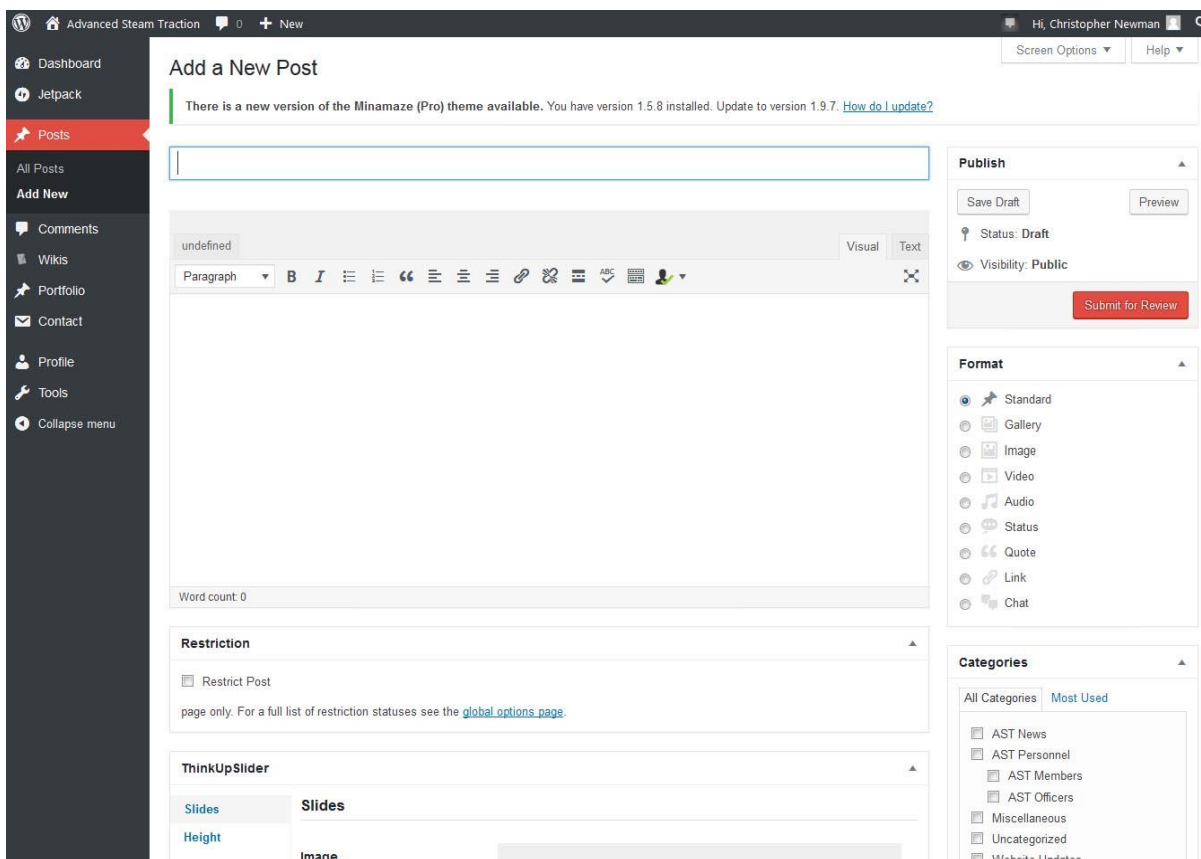 Advanced Steam Traction 0 + New Hi, Christopher Newman
Screen Options ▼ Help ▼
Dashboard
Jetpack
Posts
All Posts
Add New
Comments
Wikis
Portfolio
Contact
Profile
Tools
Collapse menu
Add a New Post
There is a new version of the Minamaze (Pro) theme available. You have version 1.5.8 installed. Update to version 1.9.7. How do I update?
undefined Visual Text
Paragraph B I ABC
Word count: 0
Restriction
Restrict Post
page only. For a full list of restriction statuses see the global options page.
ThinkUpSlider
Slides Slides
Height
Image
Publish
Save Draft Preview
Status: Draft
Visibility: Public
Submit for Review
Format
Standard
Gallery
Image
Video
Audio
Status
Quote
Link
Chat
Categories
All Categories Most Used
AST News
AST Personnel
AST Members
AST Officers
Miscellaneous
Uncategorized
Website Updates